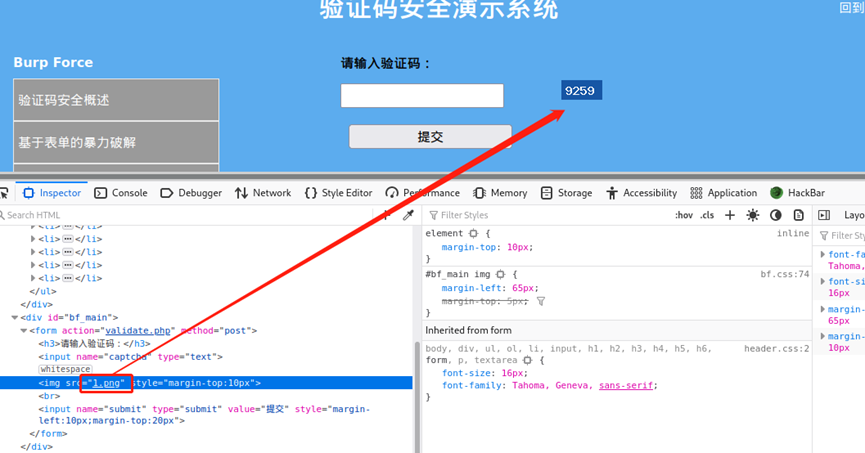 验证码安全演示系统
回到
Burp Force
验证码安全概述
基于表单的暴力破解
请输入验证码：
9259
提交
Inspector Console Debugger Network Style Editor Performance Memory Storage Accessibility Application HackBar
Search HTML
<li> ••• </li>
<li> ••• </li>
<li> ••• </li>
<li> ••• </li>
<li> ••• </li>
</ul>
</div>
<div id="bf_main">
<form action="validate.php" method="post">
<h3>请输入验证码：</h3>
<input name="captcha" type="text">
whitespace
<img src="1.png" style="margin-top:10px">
<br>
<input name="submit" type="submit" value="提交" style="margin-
left:10px;margin-top:20px">
</form>
</div>
Filter Styles :hov .cls
element { inline
margin-top: 10px;
}
#bf_main img { bf.css:74
margin-left: 65px;
margin-top: 5px;
}
Inherited from form
body, div, ul, ol, li, input, h1, h2, h3, h4, h5, h6, header.css:2
form, p, textarea {
font-size: 16px;
font-family: Tahoma, Geneva, sans-serif;
}
Layo
Filter Sty
font-fa
Tahoma,
font-si
16px
margin-
65px
margin-
10px